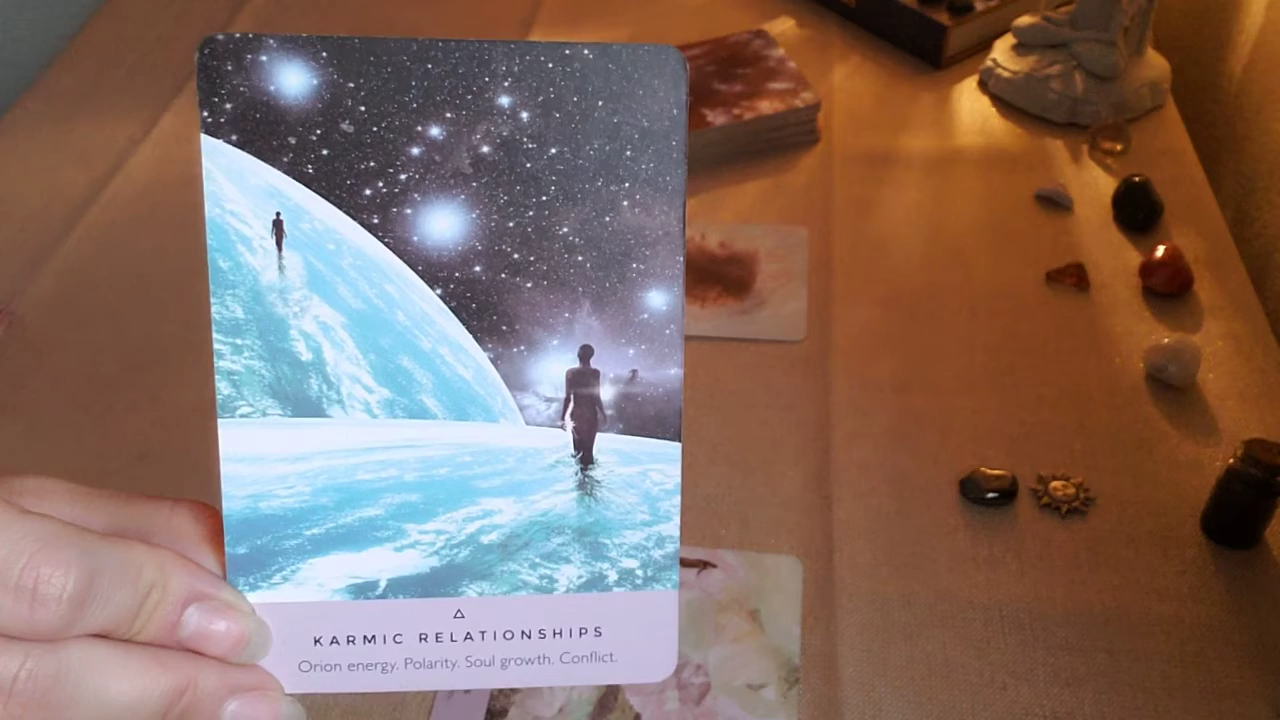 KARMIC RELATIONSHIPS
Orion energy. Polarity. Soul growth. Conflict.